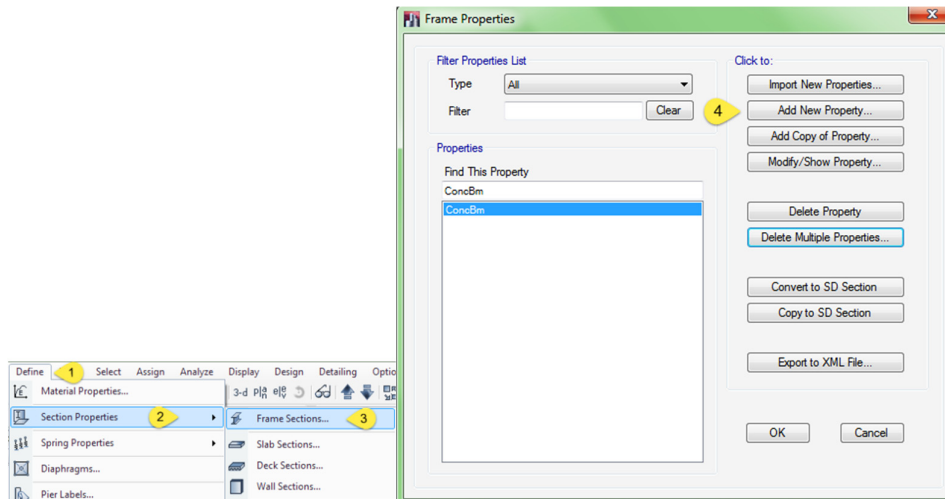 Frame Properties
Filter Properties List
Type
All
Filter
Clear
Properties
Find This Property
ConcBm
ConcBm
Click to:
Import New Properties...
4
Add New Property...
Add Copy of Property...
Modify/Show Property...
Delete Property
Delete Multiple Properties...
Convert to SD Section
Copy to SD Section
Export to XML File...
OK
Cancel
Define 1 Select Assign Analyze Display Design Detailing Optio
Material Properties...
3-d
Section Properties 2
Frame Sections... 3
Spring Properties
Slab Sections...
Diaphragms...
Deck Sections...
Wall Sections...
Pier Labels...